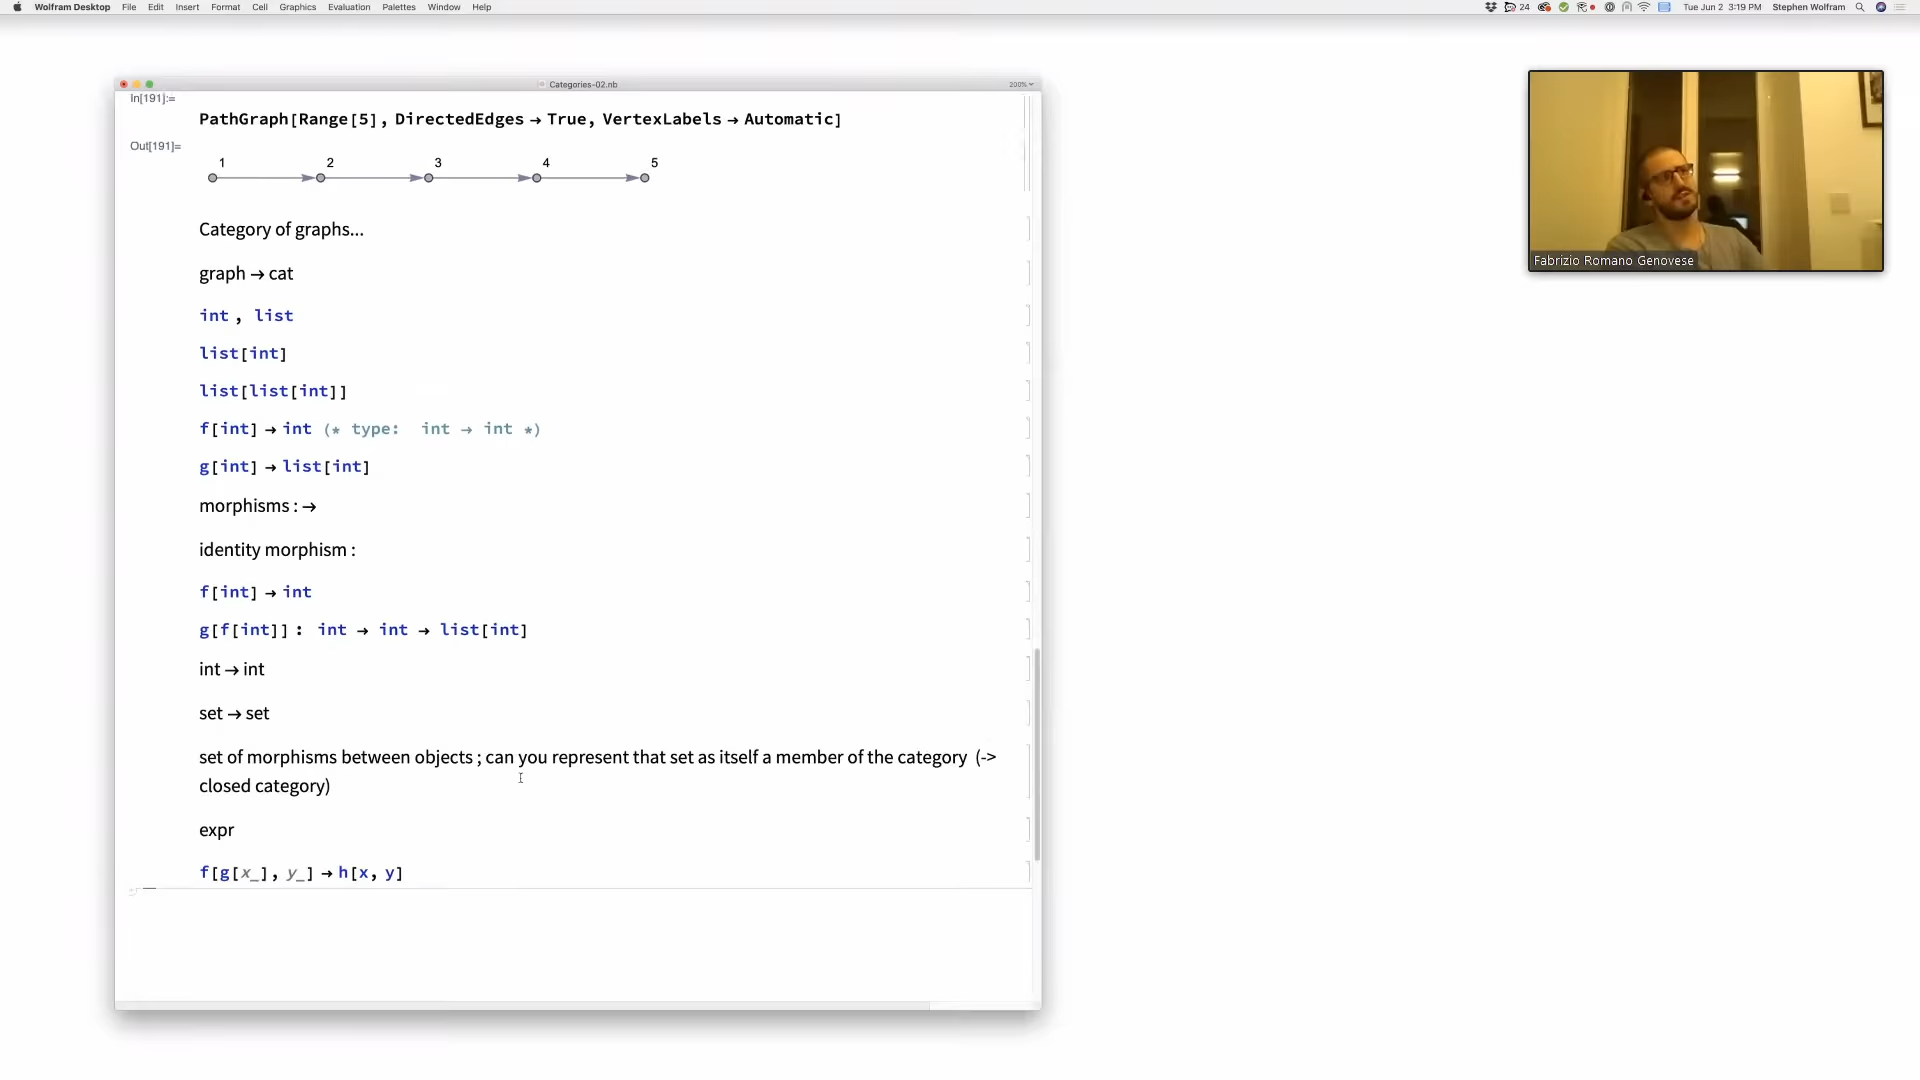 Wolfram Desktop File Edit Insert Format Cell Graphics Evaluation Palettes Window Help 24 Tue Jun 2 3:19 PM Stephen Wolfram
Categories-02.nb 200%
In[191]:=
PathGraph[Range[5], DirectedEdges → True, VertexLabels → Automatic]
Out[191]=
1 2 3 4 5
Category of graphs...
graph → cat
int , list
list[int]
list[list[int]]
f[int] → int (* type: int → int *)
g[int] → list[int]
morphisms : →
identity morphism :
f[int] → int
g[f[int]] : int → int → list[int]
int → int
set → set
set of morphisms between objects ; can you represent that set as itself a member of the category (->
closed category)
expr
f[g[x_], y_] → h[x, y]
Fabrizio Romano Genovese